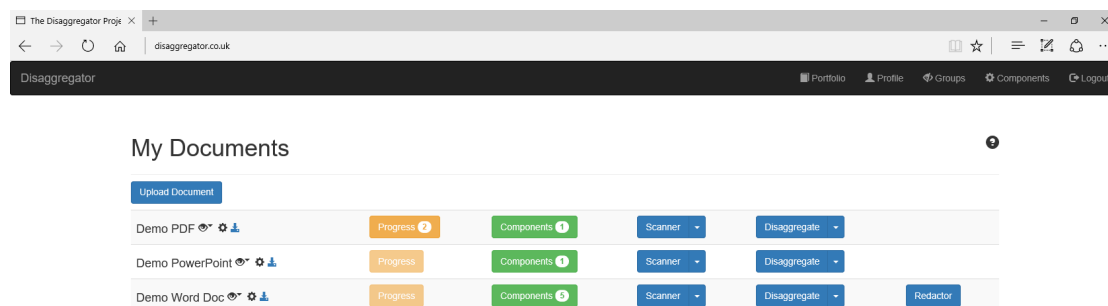 The Disaggregator Proje
disaggregator.co.uk
Disaggregator Portfolio Profile Groups Components Logout
My Documents
Upload Document
Demo PDF Progress 2 Components 1 Scanner Disaggregate
Demo PowerPoint Progress Components 1 Scanner Disaggregate
Demo Word Doc Progress Components 5 Scanner Disaggregate Redactor